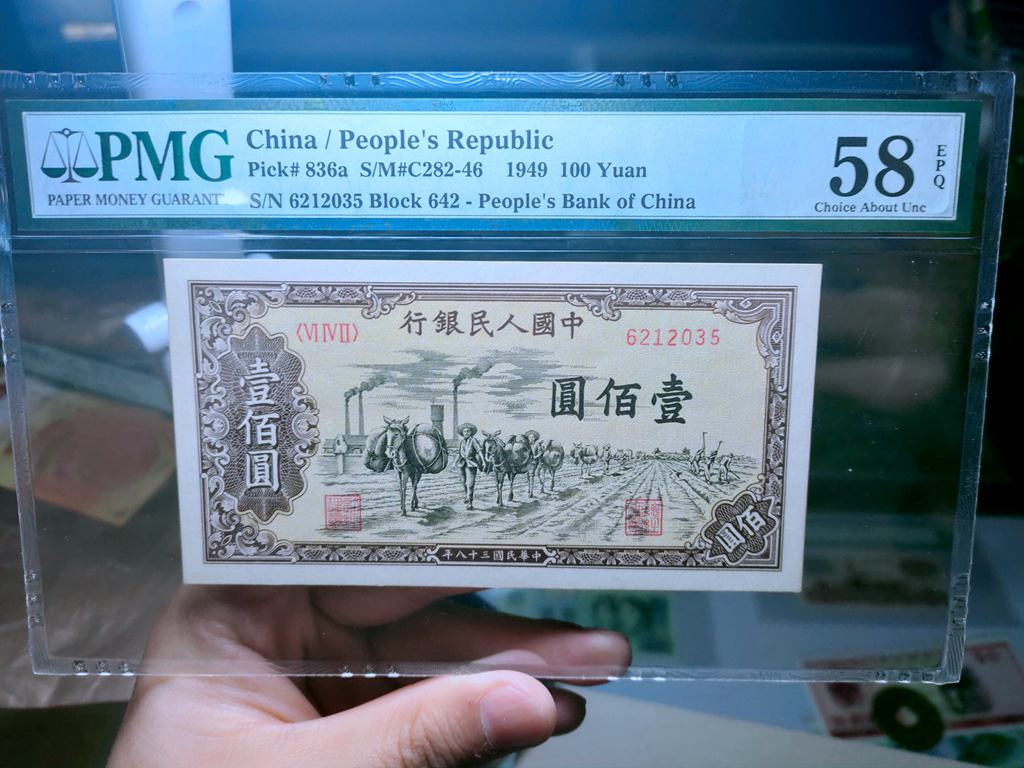 PMG
PAPER MONEY GUARANT
China / People's Republic
Pick# 836a S/M#C282-46 1949 100 Yuan
S/N 6212035 Block 642 - People's Bank of China
58
EPQ
Choice About Unc
行銀民人國中
〈VI IV II〉
6212035
圓佰壹
壹佰圓
佰圓
年八十三國民華中